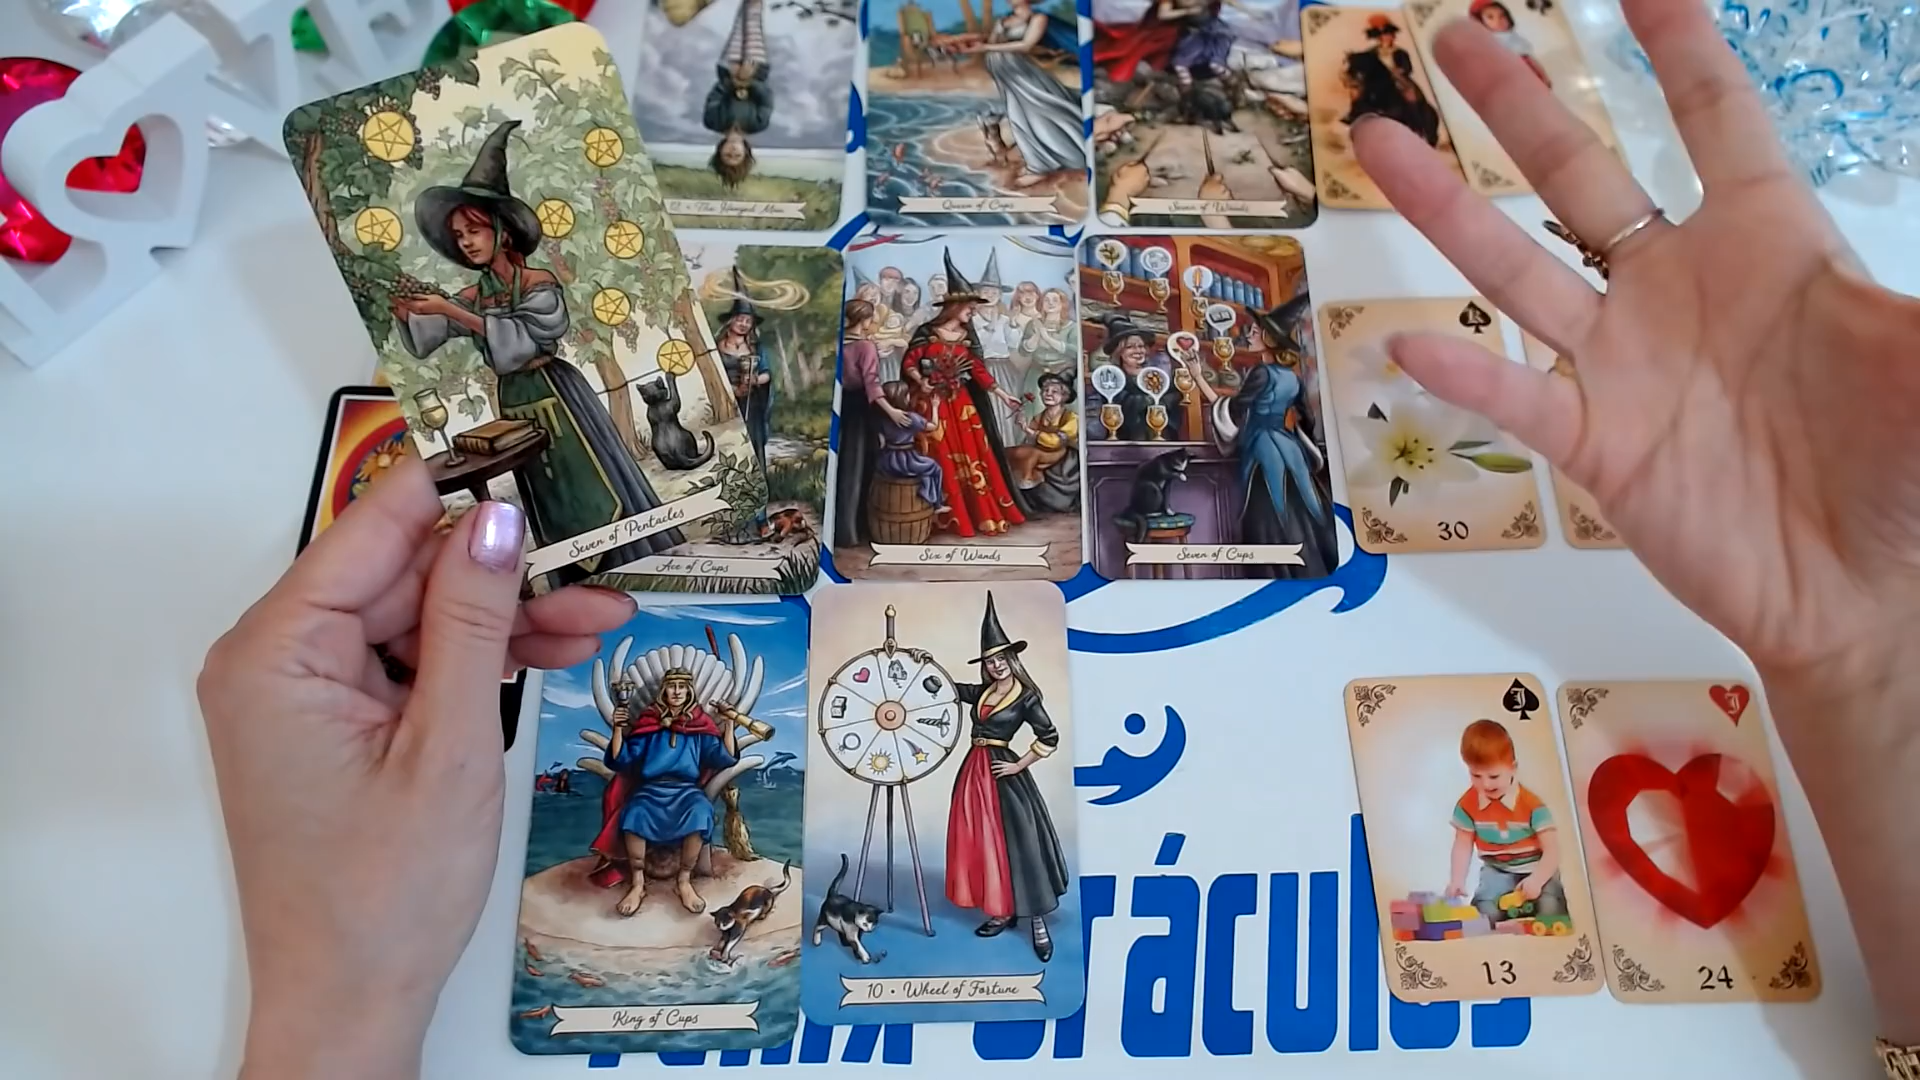 12 • The Hanged Man
Queen of Cups
Seven of Wands
Seven of Pentacles
Ace of Cups
Six of Wands
Seven of Cups
K
30
King of Cups
10 • Wheel of Fortune
J
13
J
24
oráculos